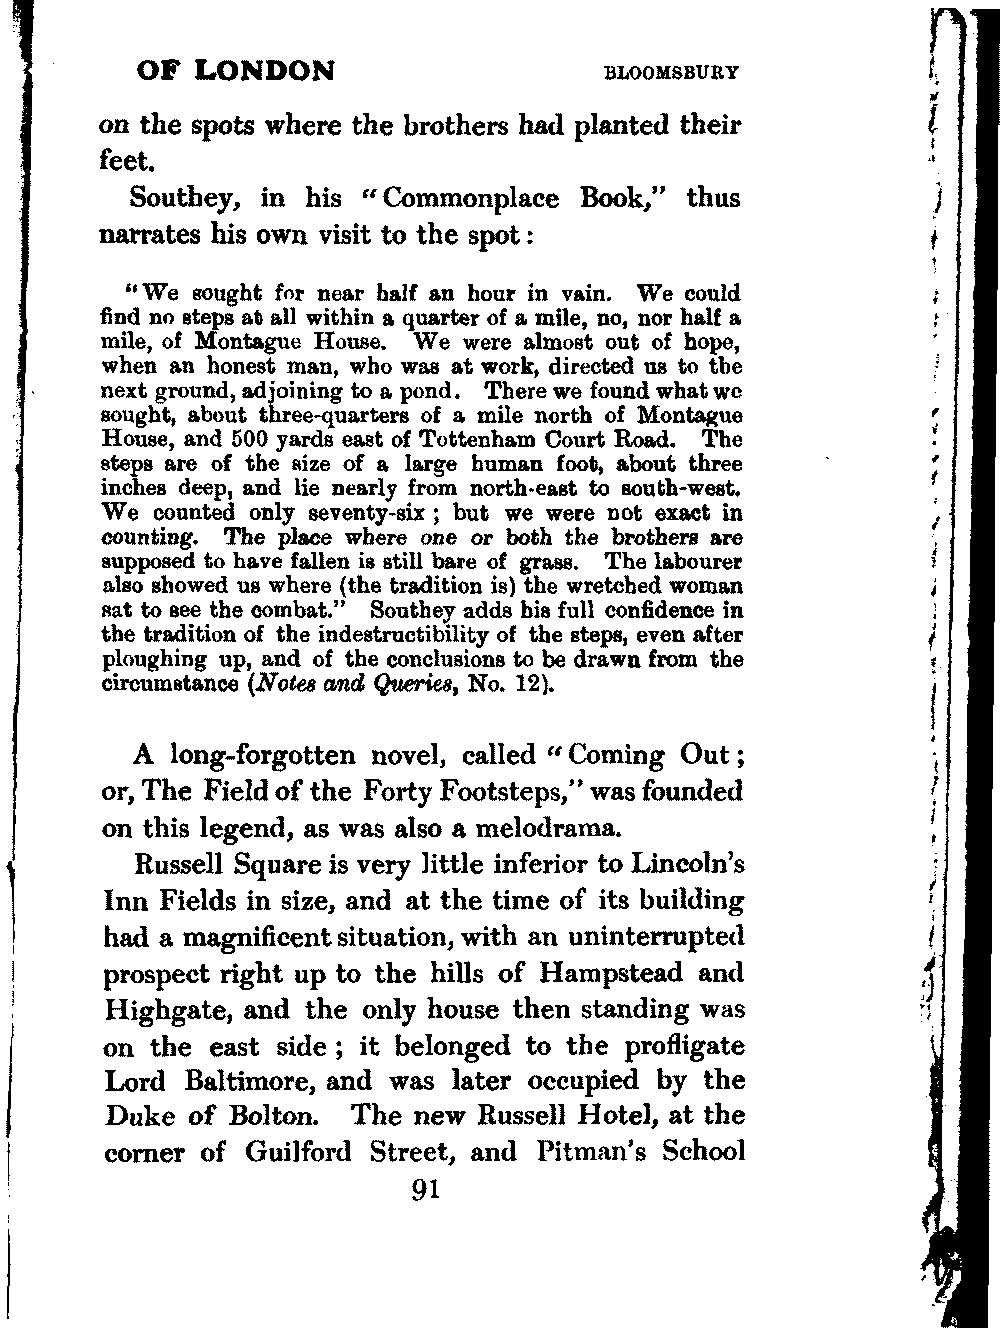 OF LONDON BLOOMSBURY
on the spots where the brothers had planted their
feet.
Southey, in his "Commonplace Book," thus
narrates his own visit to the spot:
"We sought for near half an hour in vain. We could
find no steps at all within a quarter of a mile, no, nor half a
mile, of Montague House. We were almost out of hope,
when an honest man, who was at work, directed us to the
next ground, adjoining to a pond. There we found what we
sought, about three-quarters of a mile north of Montague
House, and 500 yards east of Tottenham Court Road. The
steps are of the size of a large human foot, about three
inches deep, and lie nearly from north-east to south-west.
We counted only seventy-six; but we were not exact in
counting. The place where one or both the brothers are
supposed to have fallen is still bare of grass. The labourer
also showed us where (the tradition is) the wretched woman
sat to see the combat." Southey adds his full confidence in
the tradition of the indestructibility of the steps, even after
ploughing up, and of the conclusions to be drawn from the
circumstance (Notes and Queries, No. 12).
A long-forgotten novel, called "Coming Out;
or, The Field of the Forty Footsteps," was founded
on this legend, as was also a melodrama.
Russell Square is very little inferior to Lincoln's
Inn Fields in size, and at the time of its building
had a magnificent situation, with an uninterrupted
prospect right up to the hills of Hampstead and
Highgate, and the only house then standing was
on the east side; it belonged to the profligate
Lord Baltimore, and was later occupied by the
Duke of Bolton. The new Russell Hotel, at the
corner of Guilford Street, and Pitman's School
91